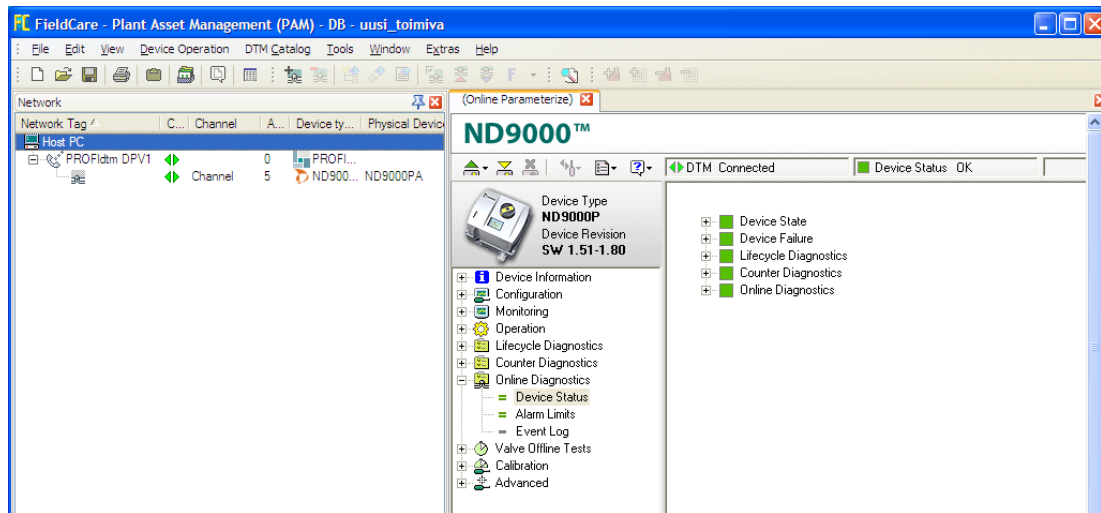 FC FieldCare - Plant Asset Management (PAM) - DB - uusi_toimiva
File Edit View Device Operation DTM Catalog Tools Window Extras Help
F
Network
Network Tag C... Channel A... Device ty... Physical Devic
Host PC
PROFIdtm DPV1 0 PROFI...
Channel 5 ND900... ND9000PA
(Online Parameterize)
ND9000™
DTM Connected Device Status OK
Device Type
ND9000P
Device Revision
SW 1.51-1.80
Device Information
Configuration
Monitoring
Operation
Lifecycle Diagnostics
Counter Diagnostics
Online Diagnostics
Device Status
Alarm Limits
Event Log
Valve Offline Tests
Calibration
Advanced
Device State
Device Failure
Lifecycle Diagnostics
Counter Diagnostics
Online Diagnostics